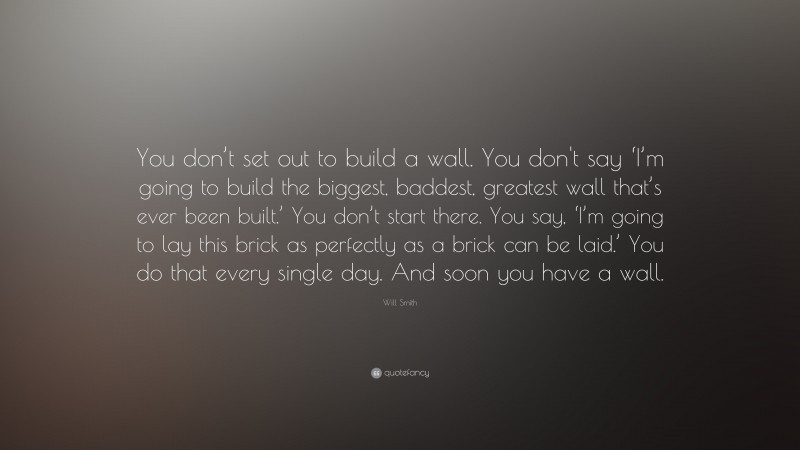 You don’t set out to build a wall. You don't say ‘I’m
going to build the biggest, baddest, greatest wall that’s
ever been built.’ You don’t start there. You say, ‘I’m going
to lay this brick as perfectly as a brick can be laid.’ You
do that every single day. And soon you have a wall.
Will Smith
quotefancy